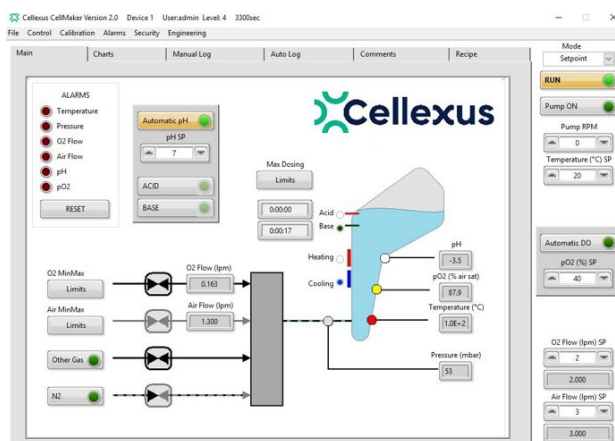 Cellexus CellMaker Version 2.0 Device 1 User:admin Level: 4 3300sec
File Control Calibration Alarms Security Engineering
Main Charts Manual Log Auto Log Comments Recipe
Mode
Setpoint
RUN
Pump ON
Pump RPM
0
Temperature (°C) SP
20
Automatic DO
pO2 (%) SP
40
O2 Flow (lpm) SP
2
2.000
Air Flow (lpm) SP
3
3.000
ALARMS
Temperature
Pressure
O2 Flow
Air Flow
pH
pO2
RESET
Automatic pH
pH SP
7
ACID
BASE
Cellexus
Max Dosing
Limits
0:00:00 Acid
0:00:17 Base
Heating
Cooling
pH
-3.5
pO2 (% air sat)
87.9
Temperature (°C)
1.0E+2
Pressure (mbar)
53
O2 MinMax
Limits
O2 Flow (lpm)
0.163
Air MinMax
Limits
Air Flow (lpm)
1.300
Other Gas
N2